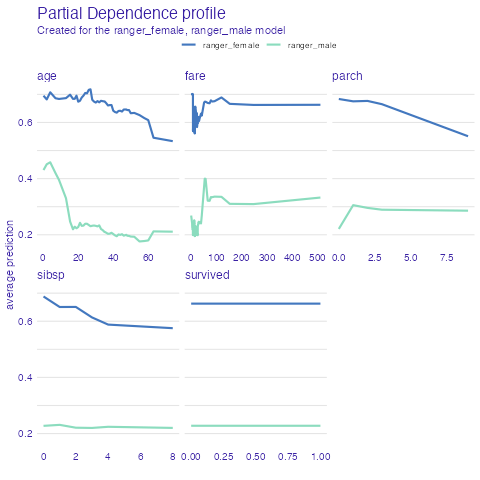 Partial Dependence profile
Created for the ranger_female, ranger_male model
ranger_female ranger_male
age fare parch
0.6
0.4
0.2
0 20 40 60 0 100 200 300 400 500 0.0 2.5 5.0 7.5
average prediction
sibsp survived
0.6
0.4
0.2
0 2 4 6 8 0.00 0.25 0.50 0.75 1.00